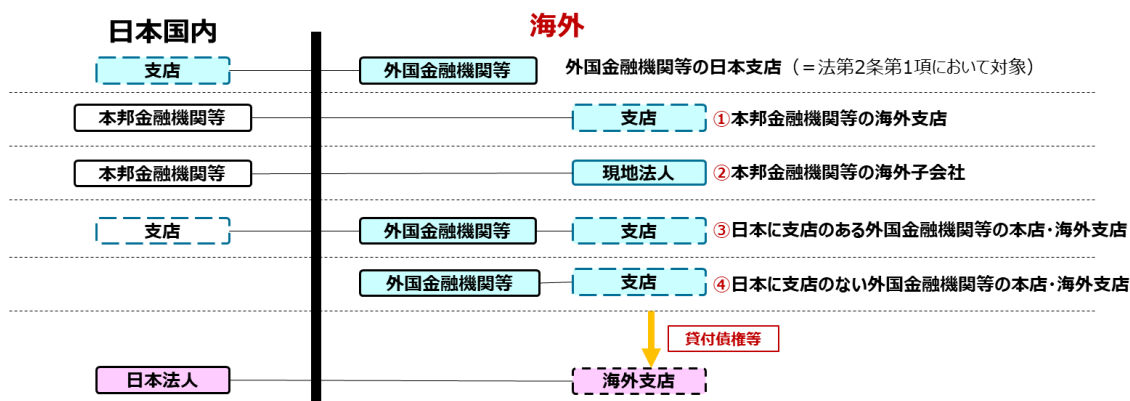 日本国内
海外
支店 外国金融機関等 外国金融機関等の日本支店（＝法第2条第1項において対象）
本邦金融機関等 支店 ①本邦金融機関等の海外支店
本邦金融機関等 現地法人 ②本邦金融機関等の海外子会社
支店 外国金融機関等 支店 ③日本に支店のある外国金融機関等の本店・海外支店
外国金融機関等 支店 ④日本に支店のない外国金融機関等の本店・海外支店
貸付債権等
日本法人 海外支店